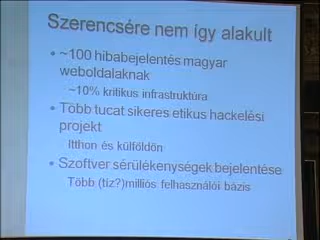 Szerencsére nem így alakult
• ~100 hibabejelentés magyar
weboldalaknak
~10% kritikus infrastruktúra
• Több tucat sikeres etikus hackelési
projekt
Itthon és külföldön
• Szoftver sérülékenységek bejelentése
Több (tíz?)milliós felhasználói bázis